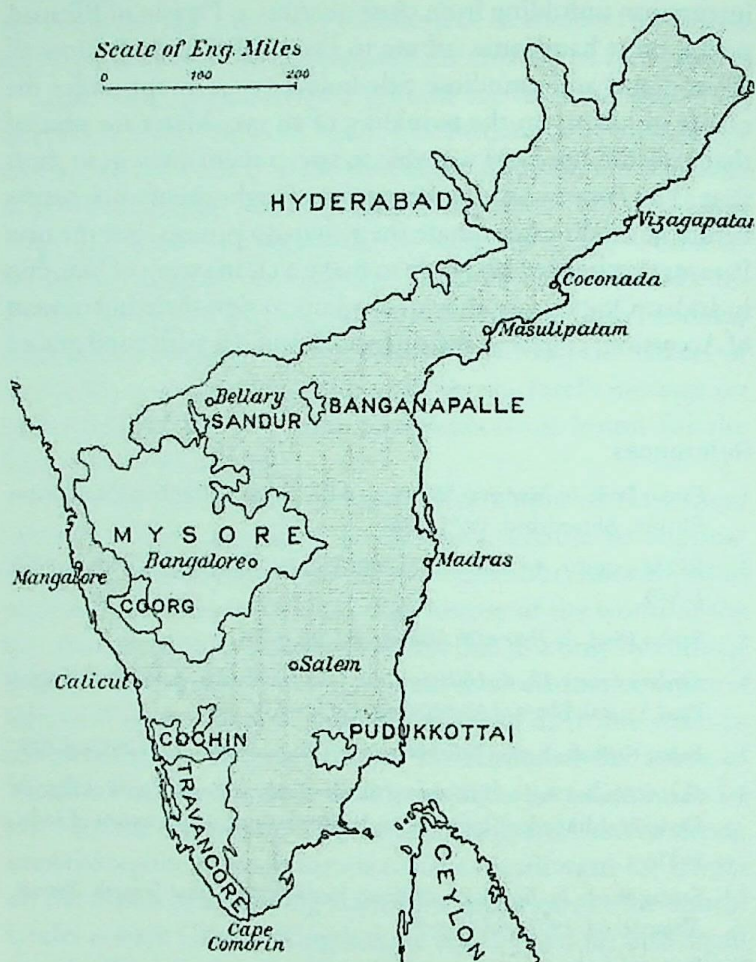 Scale of Eng. Miles
0 100 200
HYDERABAD
Vizagapatam
Coconada
Masulipatam
Bellary
SANDUR
BANGANAPALLE
MYSORE
Bangalore
Mangalore
Madras
COORG
Salem
Calicut
COCHIN
PUDUKKOTTAI
TRAVANCORE
CEYLON
Cape
Comorin